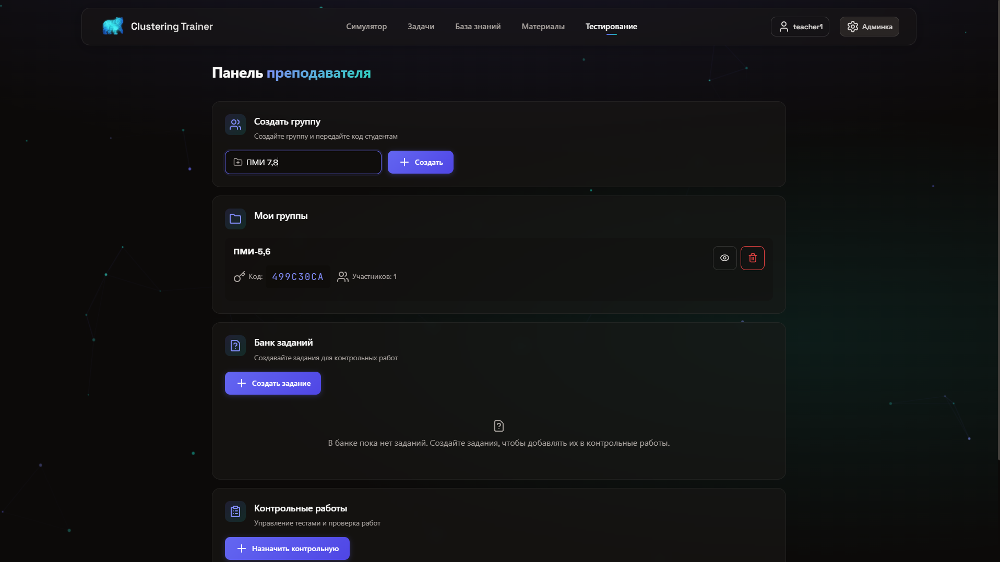 Clustering Trainer
Симулятор
Задачи
База знаний
Материалы
Тестирование
teacher1
Админка
Панель преподавателя
Создать группу
Создайте группу и передайте код студентам
ПМИ 7,8
Создать
Мои группы
ПМИ-5,6
Код: 499C30CA Участников: 1
Банк заданий
Создавайте задания для контрольных работ
Создать задание
В банке пока нет заданий. Создайте задания, чтобы добавлять их в контрольные работы.
Контрольные работы
Управление тестами и проверка работ
Назначить контрольную